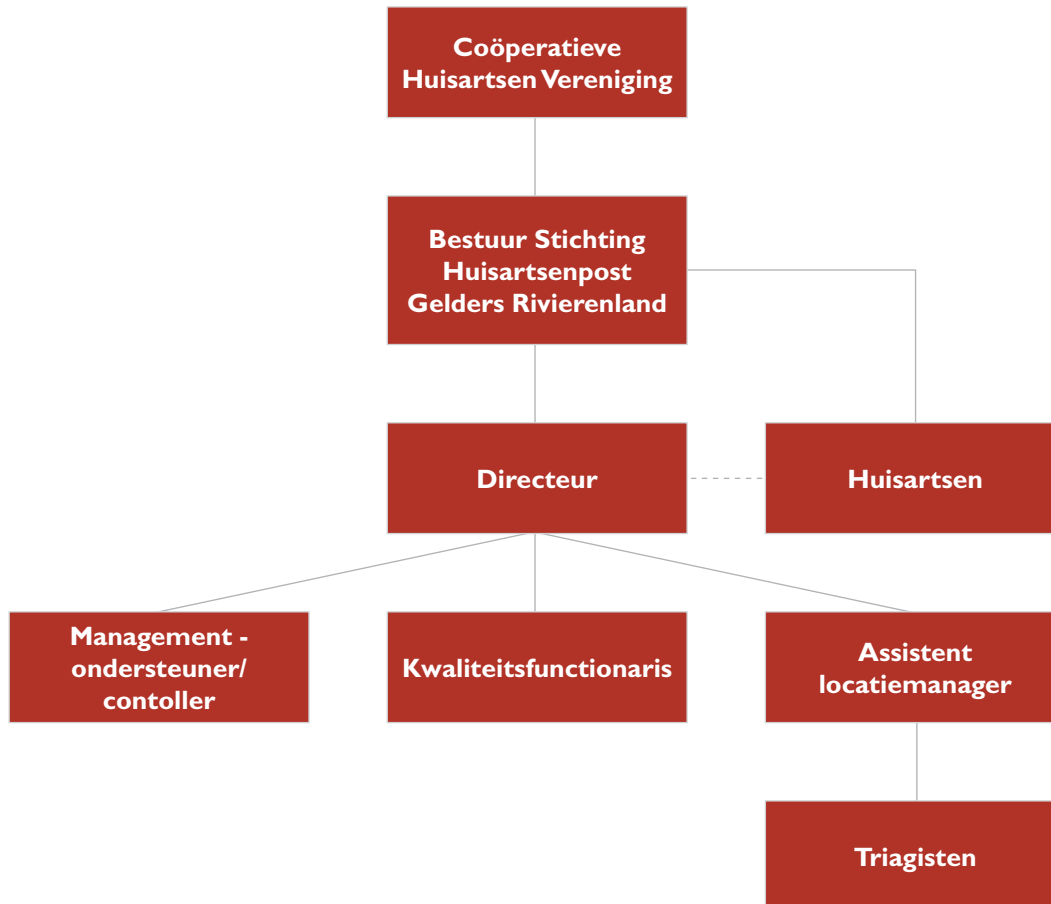 Coöperatieve
Huisartsen Vereniging
Bestuur Stichting
Huisartsenpost
Gelders Rivierenland
Directeur
Huisartsen
Management -
ondersteuner/
contoller
Kwaliteitsfunctionaris
Assistent
locatiemanager
Triagisten